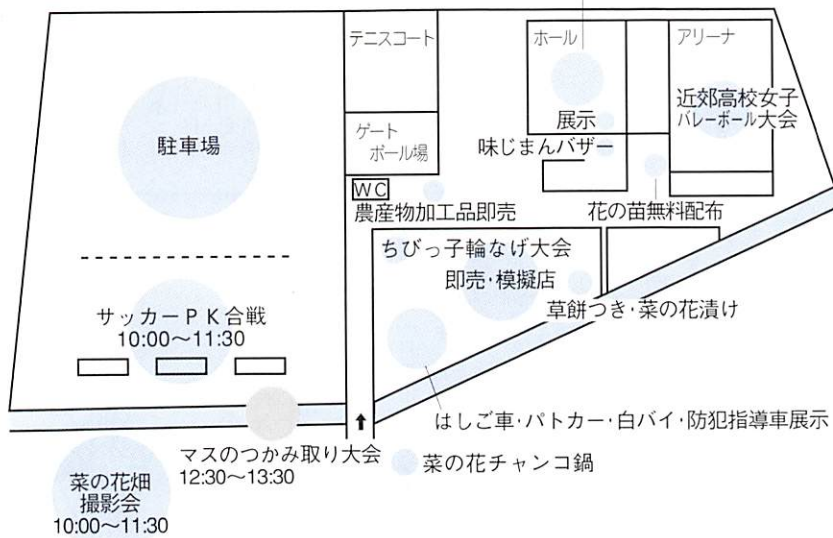 テニスコート
ホール
アリーナ
駐車場
ゲート
ボール場
展示
近郊高校女子
バレーボール大会
味じまんバザー
WC
農産物加工品即売
花の苗無料配布
ちびっ子輪なげ大会
即売・模擬店
草餅つき・菜の花漬け
サッカーPK合戦
10:00〜11:30
はしご車・パトカー・白バイ・防犯指導車展示
マスのつかみ取り大会
12:30〜13:30
菜の花チャンコ鍋
菜の花畑
撮影会
10:00〜11:30